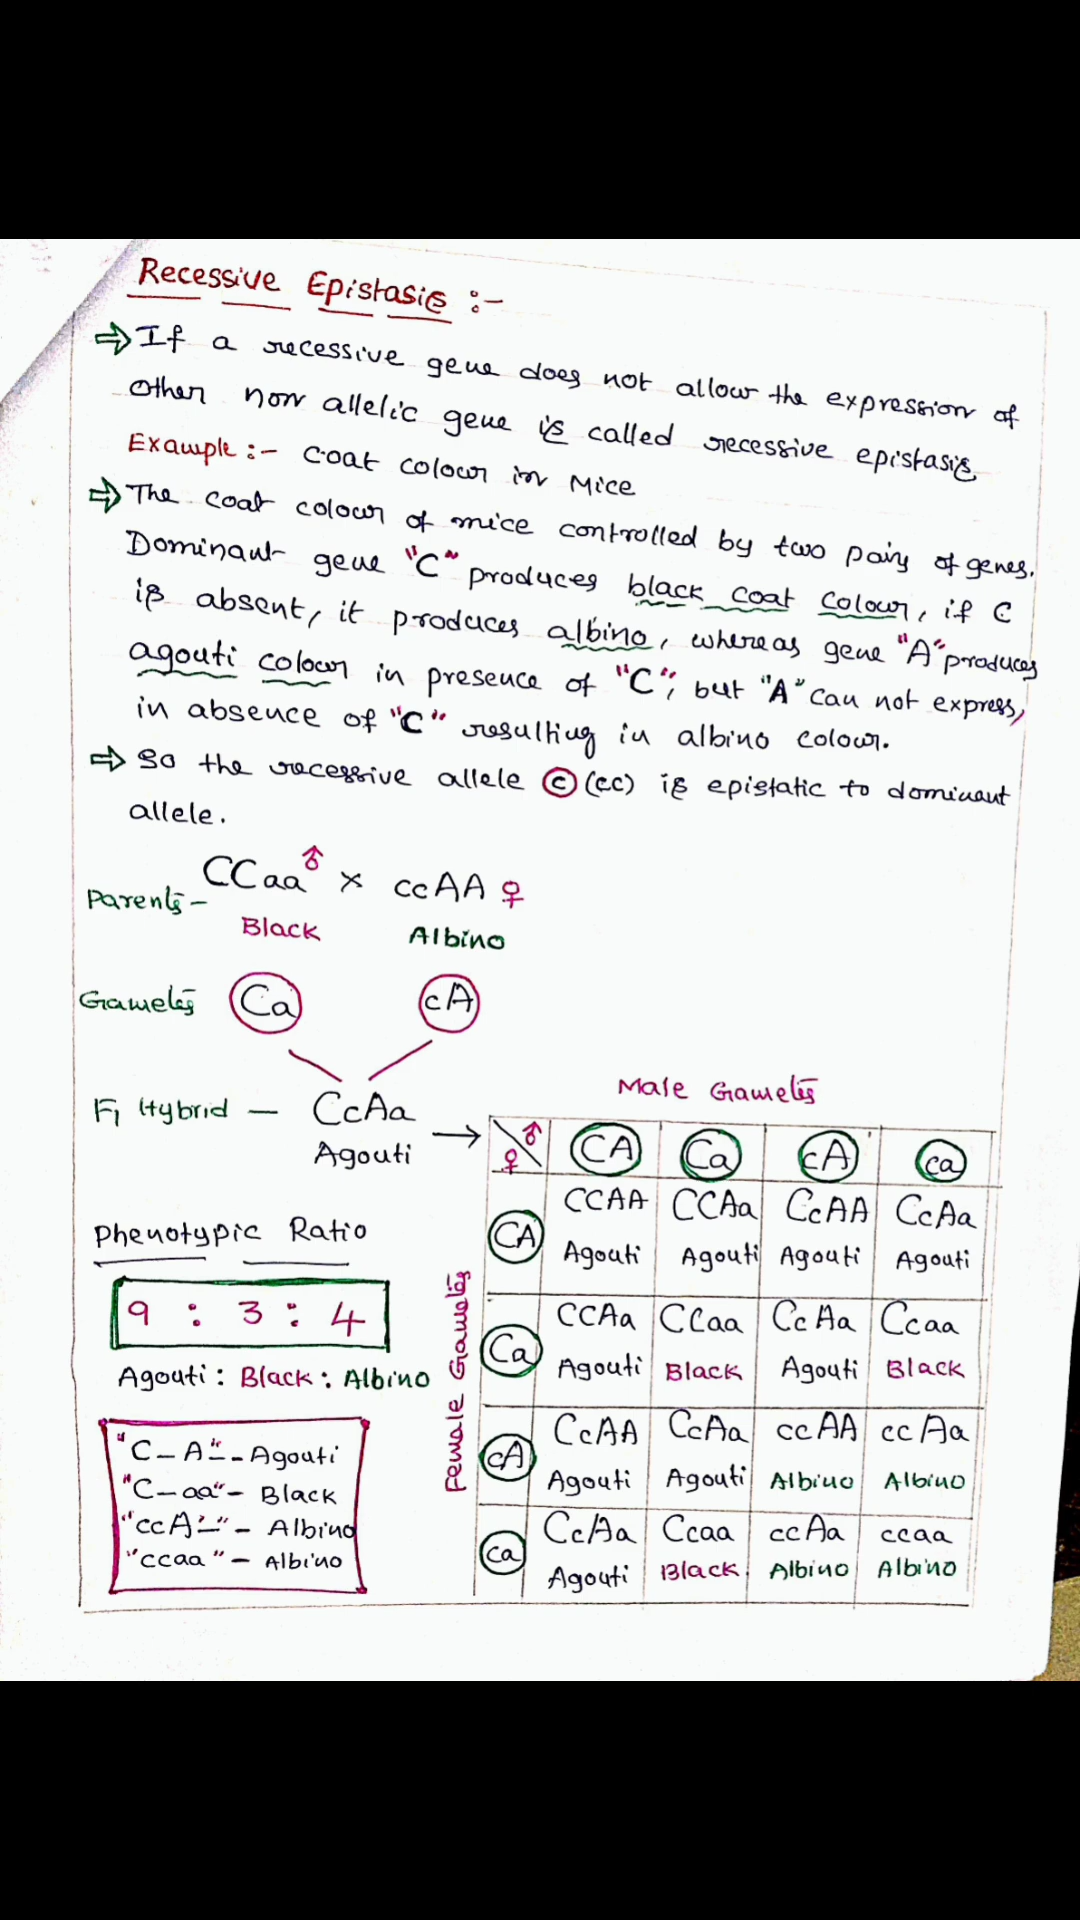 Recessive Epistasis :-
⇒ If a recessive gene does not allow the expression of
other non allelic gene is called recessive epistasis
Example :- Coat colour in Mice
⇒ The coat colour of mice controlled by two pairs of genes.
Dominant gene "C" produces black coat colour, if C
is absent, it produces albino, whereas gene "A" produces
agouti colour in presence of "C", but "A" can not express,
in absence of "C" resulting in albino colour.
⇒ So the recessive allele c (cc) is epistatic to dominant
allele.
Parents - CCaa ♂ × ccAA ♀
Black Albino
Gametes Ca cA
F1 Hybrid - CcAa →
Agouti
Phenotypic Ratio
9 : 3 : 4
Agouti : Black : Albino
"C-A-" - Agouti
"C-aa" - Black
"ccA-" - Albino
"ccaa" - Albino
Male Gametes
Female Gametes
♀ ♂ CA Ca cA ca
CA CCAA CCAa CcAA CcAa
Agouti Agouti Agouti Agouti
Ca CCAa CCaa CcAa Ccaa
Agouti Black Agouti Black
cA CcAA CcAa ccAA ccAa
Agouti Agouti Albino Albino
ca CcAa Ccaa ccAa ccaa
Agouti Black Albino Albino